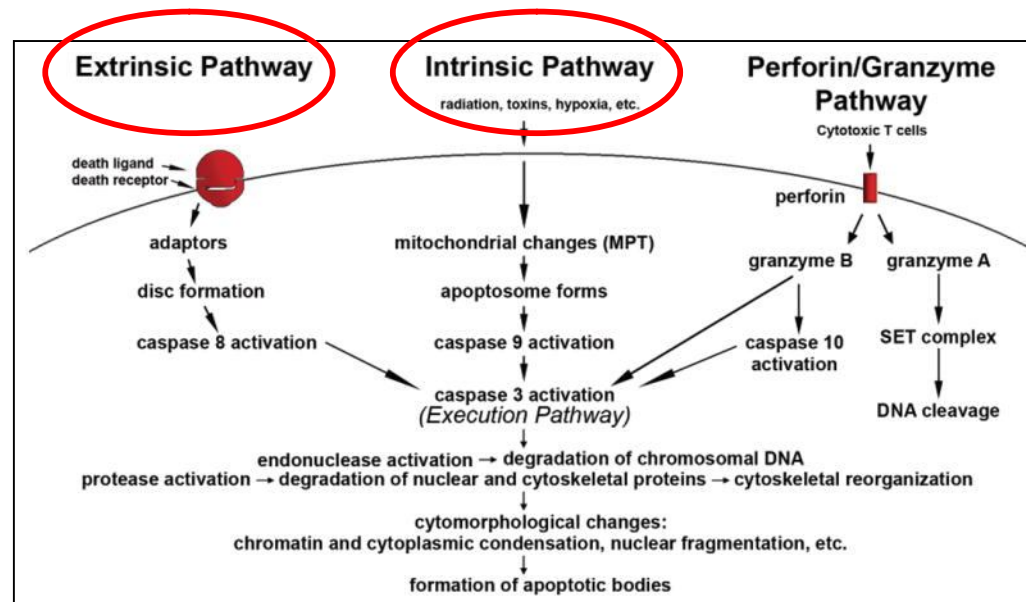 Extrinsic Pathway
death ligand
death receptor
adaptors
disc formation
caspase 8 activation
Intrinsic Pathway
radiation, toxins, hypoxia, etc.
mitochondrial changes (MPT)
apoptosome forms
caspase 9 activation
Perforin/Granzyme
Pathway
Cytotoxic T cells
perforin
granzyme B
granzyme A
caspase 10
activation
SET complex
DNA cleavage
caspase 3 activation
(Execution Pathway)
endonuclease activation → degradation of chromosomal DNA
protease activation → degradation of nuclear and cytoskeletal proteins → cytoskeletal reorganization
cytomorphological changes:
chromatin and cytoplasmic condensation, nuclear fragmentation, etc.
formation of apoptotic bodies